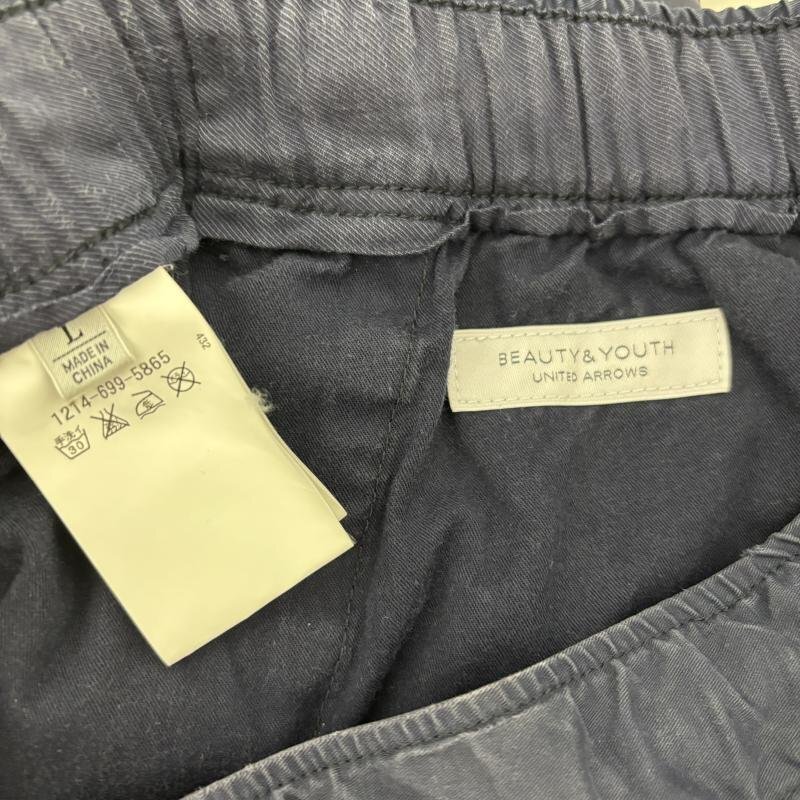 L
MADE IN
CHINA
432
1214-699-5865
手洗イ
30
BEAUTY&YOUTH
UNITED ARROWS